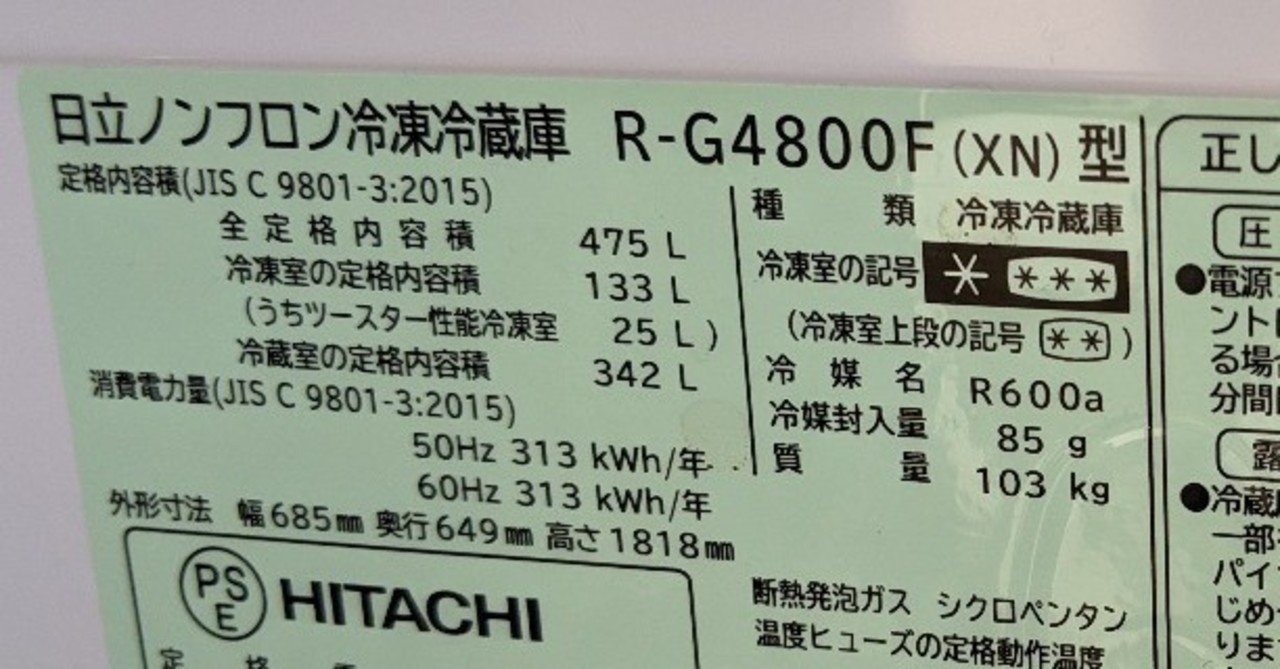 日立ノンフロン冷凍冷蔵庫 R-G4800F (XN) 型
定格内容積(JIS C 9801-3:2015)
全定格内容積 475 L
冷凍室の定格内容積 133 L
(うちツースター性能冷凍室 25 L)
冷蔵室の定格内容積 342 L
消費電力量(JIS C 9801-3:2015)
50Hz 313 kWh/年
60Hz 313 kWh/年
外形寸法 幅685mm 奥行649mm 高さ1818mm
PSE HITACHI
種類 冷凍冷蔵庫
冷凍室の記号 * ***
(冷凍室上段の記号 **)
冷媒名 R600a
冷媒封入量 85 g
質量 103 kg
断熱発泡ガス シクロペンタン
温度ヒューズの定格動作温度
正し
圧
●電源
ント
る場
分間
露
●冷蔵
一部
パイ
じめ
りま